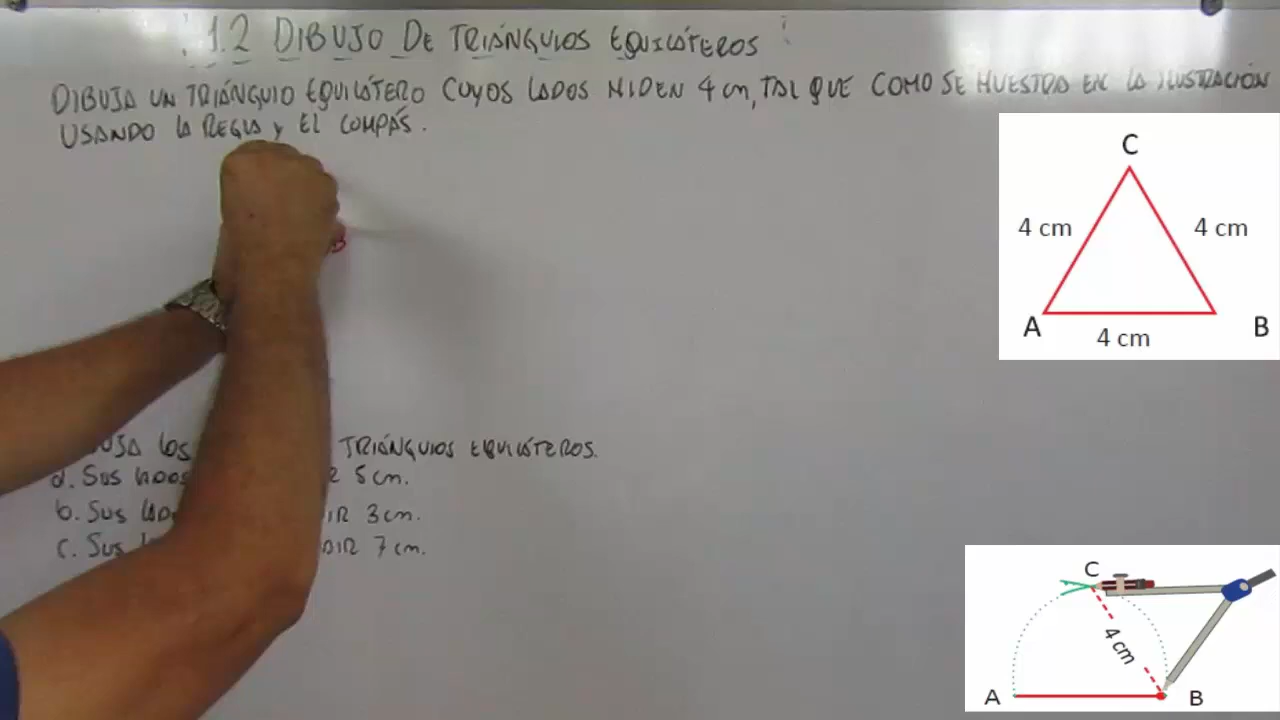 1.2 DIBUJO DE TRIÁNGULOS EQUILÁTEROS
DIBUJA UN TRIÁNGULO EQUILÁTERO CUYOS LADOS MIDEN 4 cm, TAL QUE COMO SE MUESTRA EN LA ILUSTRACIÓN
USANDO LA REGLA Y EL COMPÁS.
C
4 cm 4 cm
A B
4 cm
B
LOS TRIÁNGULOS EQUILÁTEROS.
a. SUS 5 cm.
b. SUS 3 cm.
c. SUS 7 cm.
C
4 cm
A B